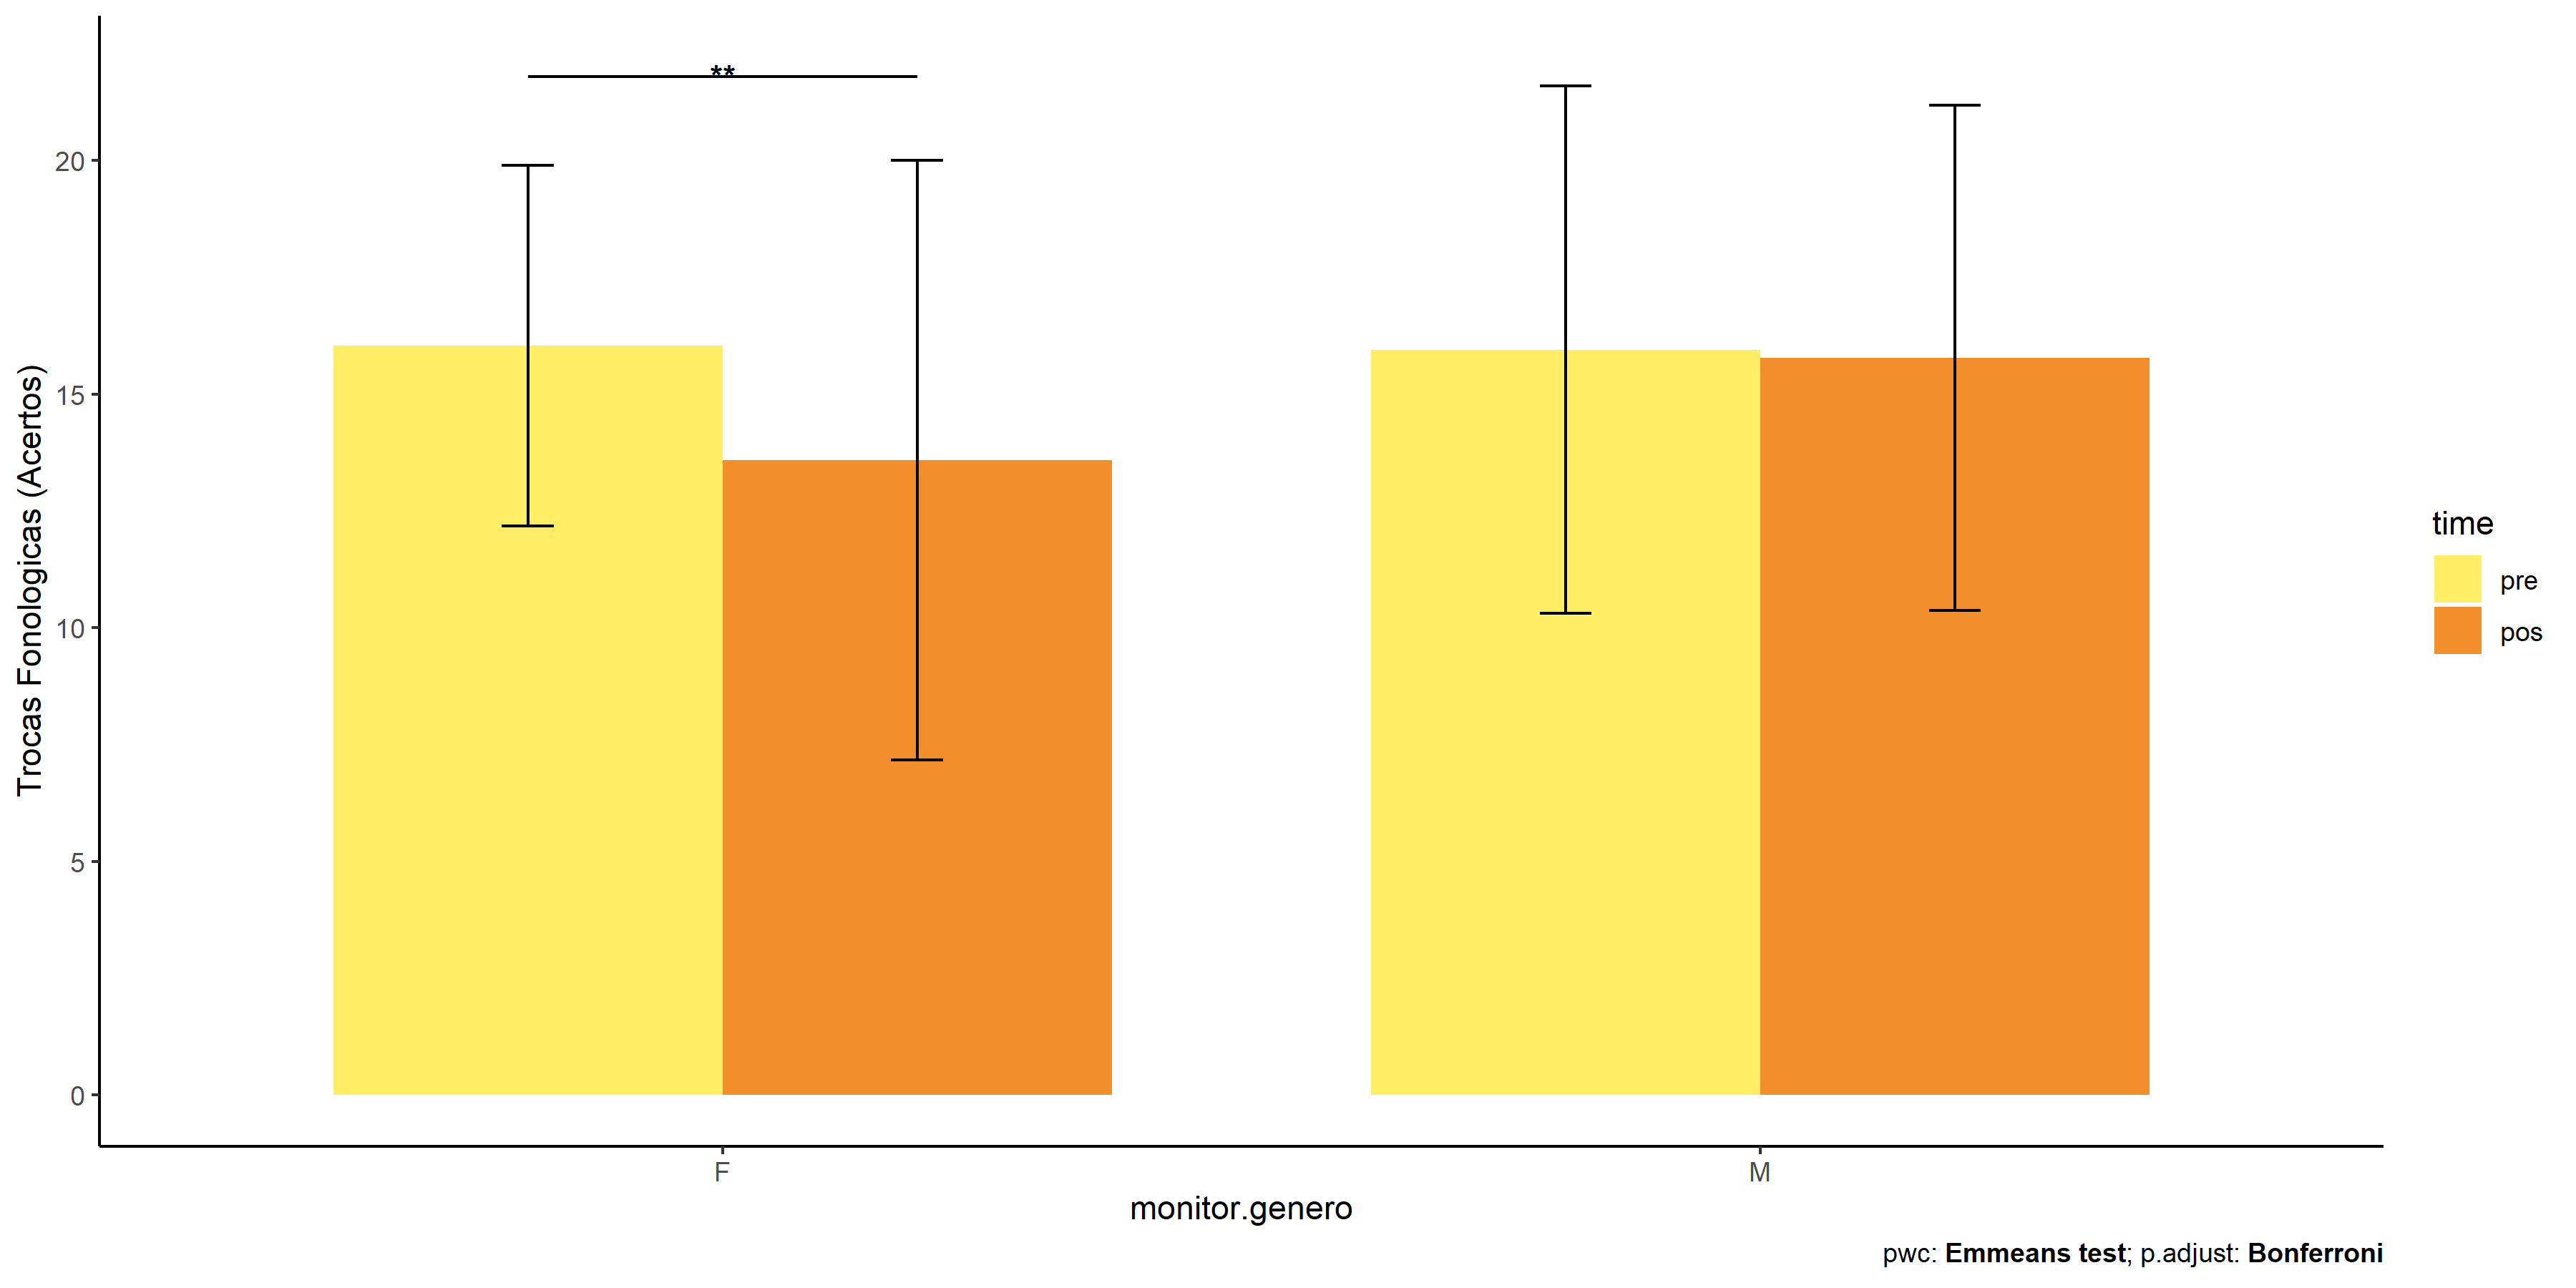 **
20
15
10
5
0
Trocas Fonologicas (Acertos)
F
M
monitor.genero
time
pre
pos
pwc: Emmeans test; p.adjust: Bonferroni